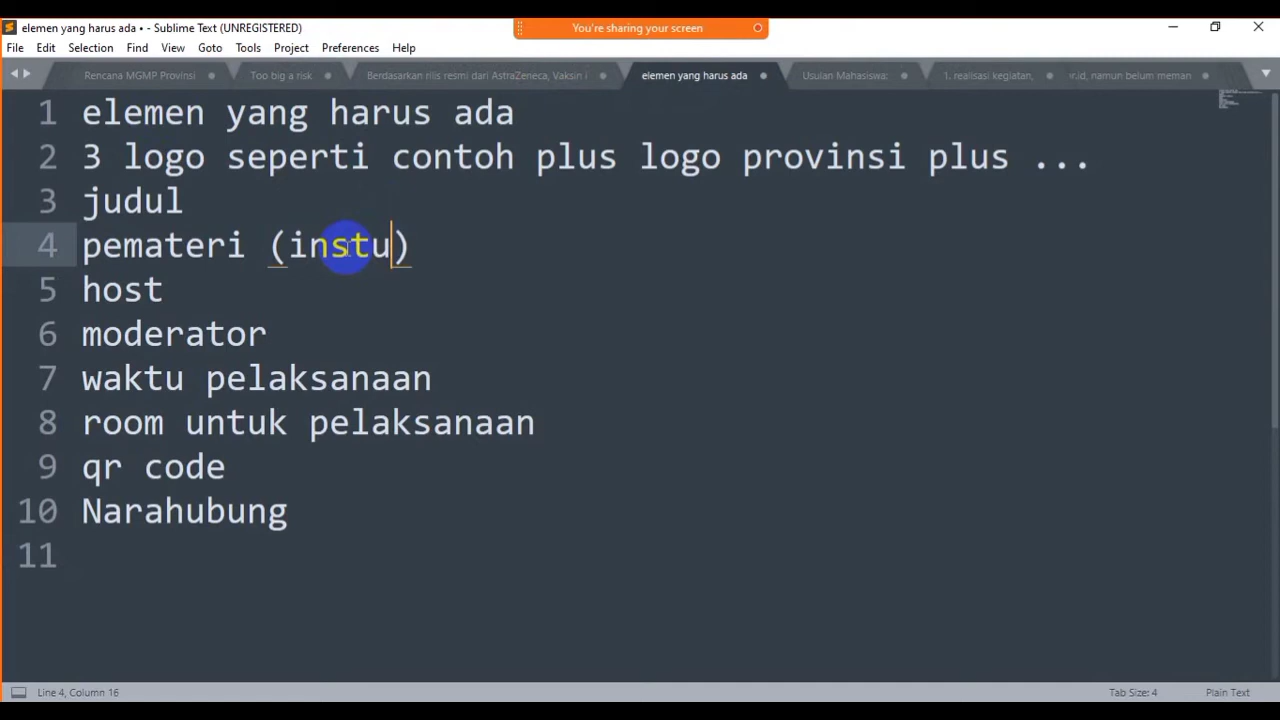 elemen yang harus ada • - Sublime Text (UNREGISTERED)
You're sharing your screen
File Edit Selection Find View Goto Tools Project Preferences Help
Rencana MGMP Provinsi Too big a risk Berdasarkan rilis resmi dari AstraZeneca, Vaksin i elemen yang harus ada Usulan Mahasiswa: 1. realisasi kegiatan, r.id, namun belum meman
1 elemen yang harus ada
2 3 logo seperti contoh plus logo provinsi plus ...
3 judul
4 pemateri (instu)
5 host
6 moderator
7 waktu pelaksanaan
8 room untuk pelaksanaan
9 qr code
10 Narahubung
11
Line 4, Column 16 Tab Size: 4 Plain Text